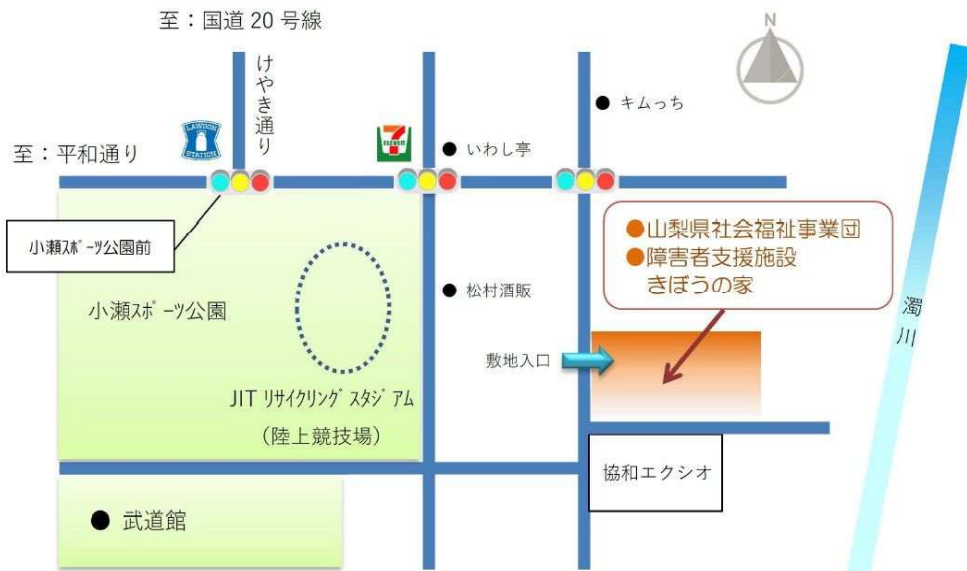 至：国道20号線
N
けやき通り
キムっち
LAWSON
STATION
7
ELEVEN
いわし亭
至：平和通り
小瀬ｽﾎﾟｰﾂ公園前
●山梨県社会福祉事業団
●障害者支援施設
きぼうの家
小瀬ｽﾎﾟｰﾂ公園
松村酒販
濁川
敷地入口
JIT ﾘｻｲｸﾘﾝｸﾞｽﾀｼﾞｱﾑ
（陸上競技場）
協和エクシオ
武道館